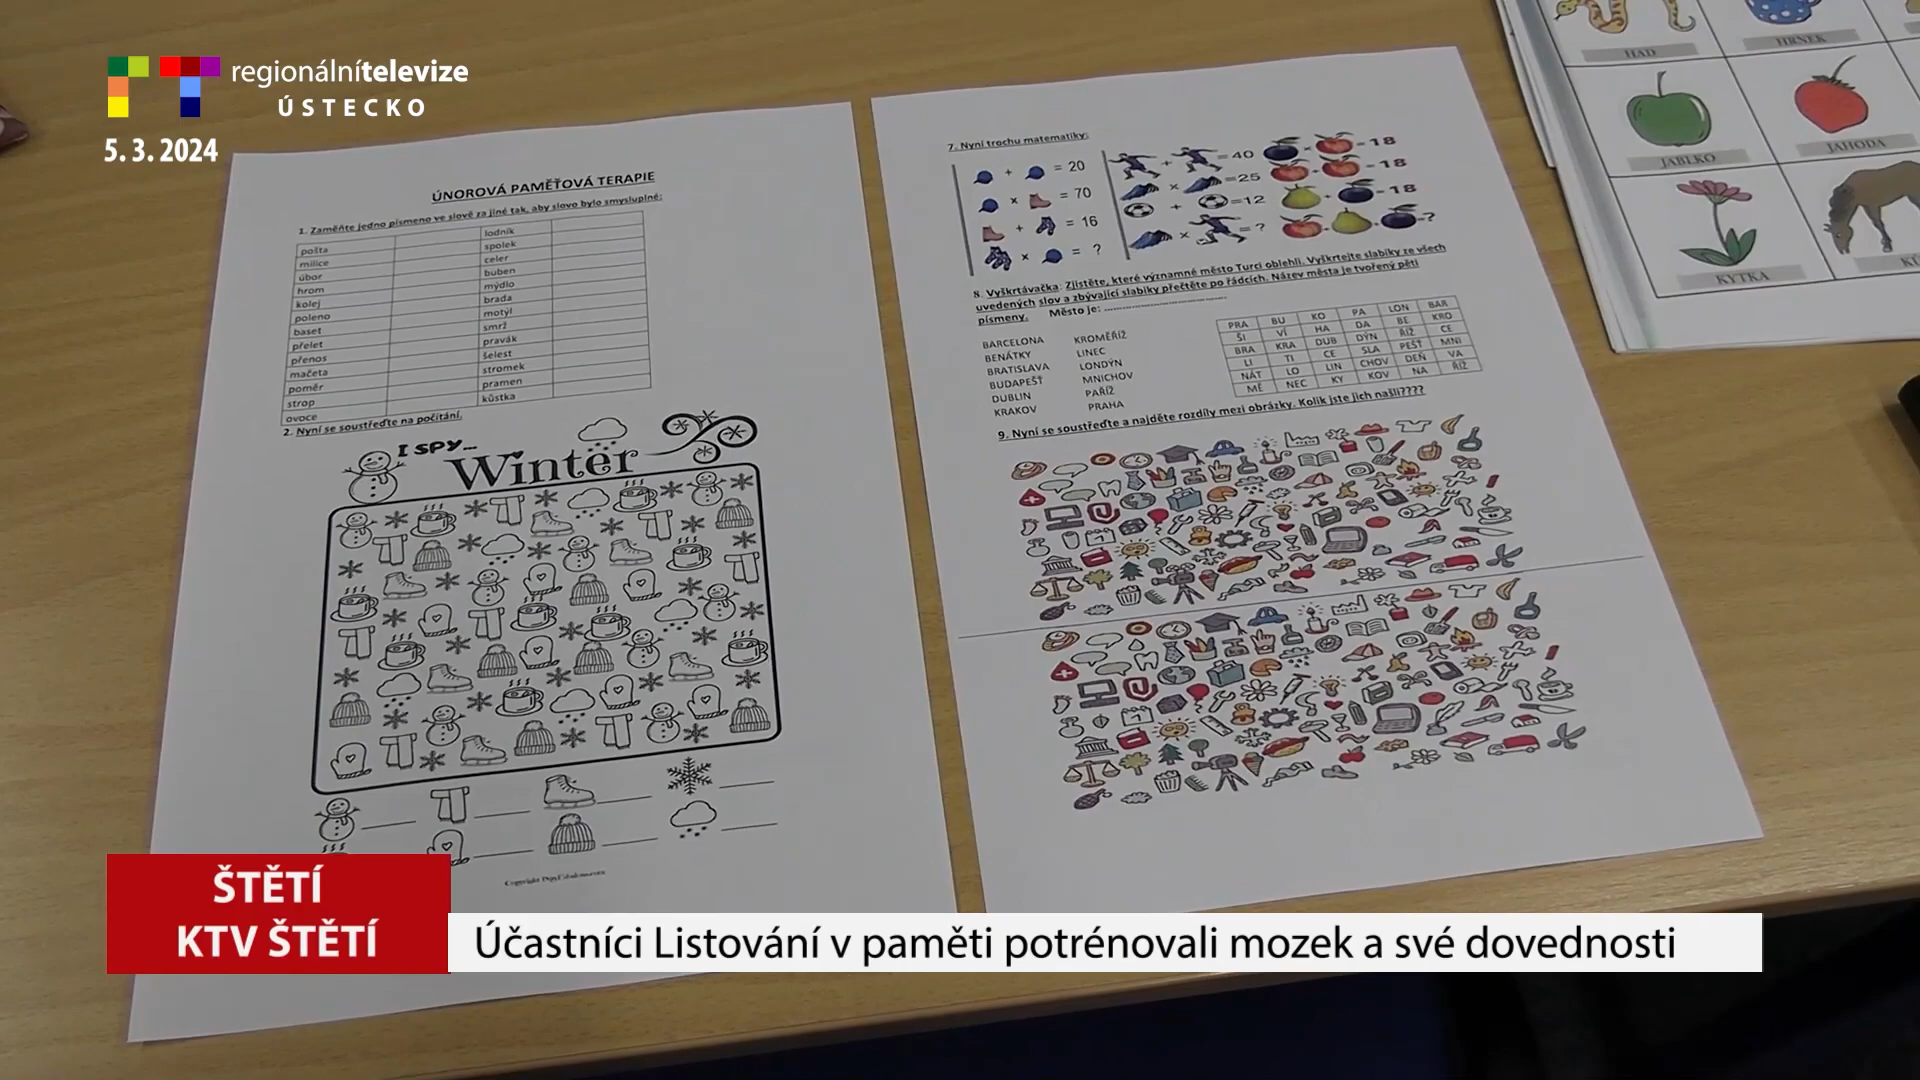 regionálnítelevize
ÚSTECKO
5. 3. 2024
ÚNOROVÁ PAMĚŤOVÁ TERAPIE
1. Zaměňte jedno písmeno ve slově za jiné tak, aby slovo bylo smysluplné:
pošta lodník
milice spolek
úbor celer
hrom buben
kolej mýdlo
poleno brada
baset motýl
přelet smrž
přenos pravák
mačeta šelest
poměr stromek
strop pramen
ovoce kůstka
2. Nyní se soustřeďte na počítání.
I SPY...
Winter
7. Nyní trochu matematiky:
+ = 20
× = 70
+ = 16
× = ?
+ =40
× =25
+ =12
× = ?
18
18
18
?
8. Vyškrtávačka: Zjistěte, které významné město Turci oblehli. Vyškrtejte slabiky ze všech
uvedených slov a zbývající slabiky přečtěte po řádcích. Název města je tvořený pěti
písmeny. Město je:
BARCELONA KROMĚŘÍŽ
BENÁTKY LINEC
BRATISLAVA LONDÝN
BUDAPEŠŤ MNICHOV
DUBLIN PAŘÍŽ
KRAKOV PRAHA
PRA BU KO PA LON BAR
ŠI VÍ HA DA BE KRO
BRA KRA DUB DÝN ŘÍŽ CE
LI TI CE SLA PEŠŤ MNI
NÁT LO LIN CHOV DEŇ VA
MĚ NEC KY KOV NA ŘÍŽ
9. Nyní se soustřeďte a najděte rozdíly mezi obrázky. Kolik jste jich našli????
HAD
HRNEK
JABLKO
JAHODA
KYTKA
ŠTĚTÍ
KTV ŠTĚTÍ
Účastníci Listování v paměti potrénovali mozek a své dovednosti